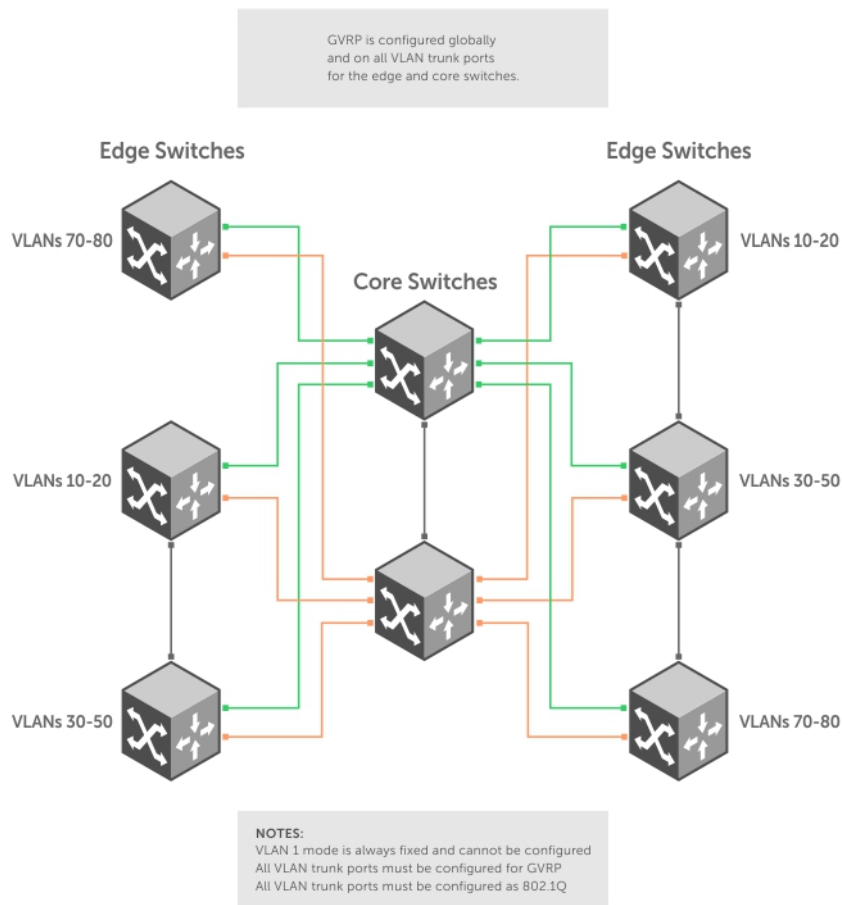 GVRP is configured globally
and on all VLAN trunk ports
for the edge and core switches.
Edge Switches
Edge Switches
VLANs 70-80
VLANs 10-20
Core Switches
VLANs 10-20
VLANs 30-50
VLANs 30-50
VLANs 70-80
NOTES:
VLAN 1 mode is always fixed and cannot be configured
All VLAN trunk ports must be configured for GVRP
All VLAN trunk ports must be configured as 802.1Q